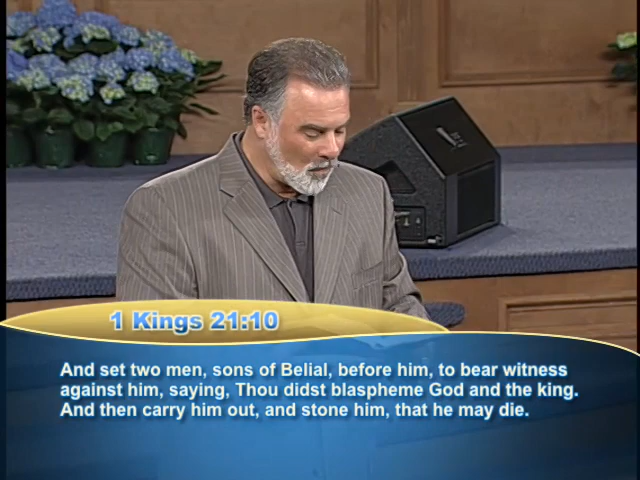 1 Kings 21:10
And set two men, sons of Belial, before him, to bear witness
against him, saying, Thou didst blaspheme God and the king.
And then carry him out, and stone him, that he may die.